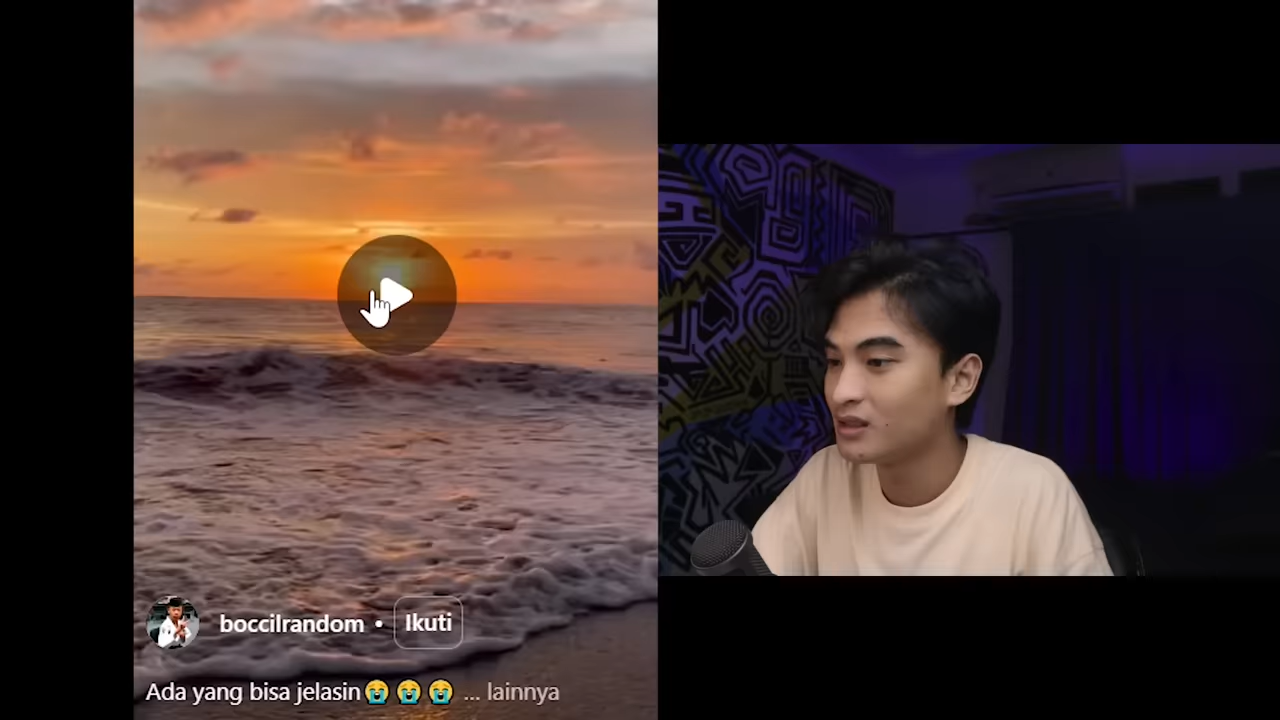 boccilrandom • Ikuti
Ada yang bisa jelasin😭😭😭 ... lainnya